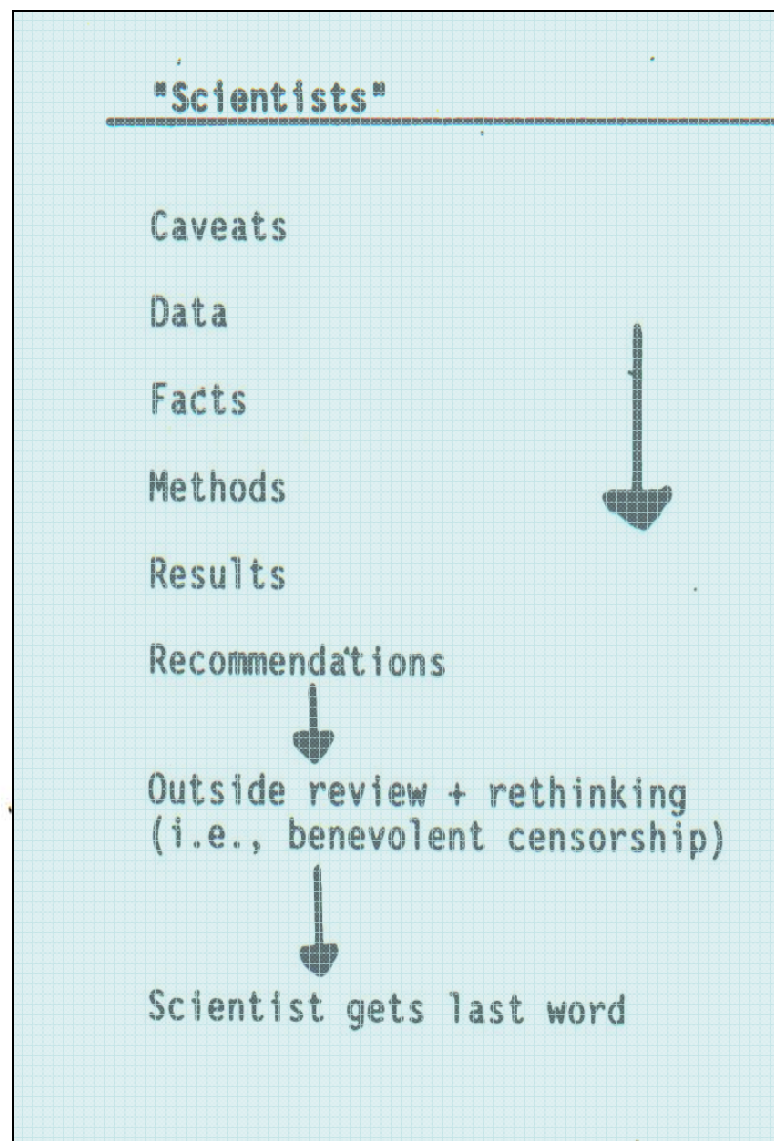 "Scientists"
Caveats
Data
Facts
Methods
Results
Recommendations
Outside review + rethinking
(i.e., benevolent censorship)
Scientist gets last word